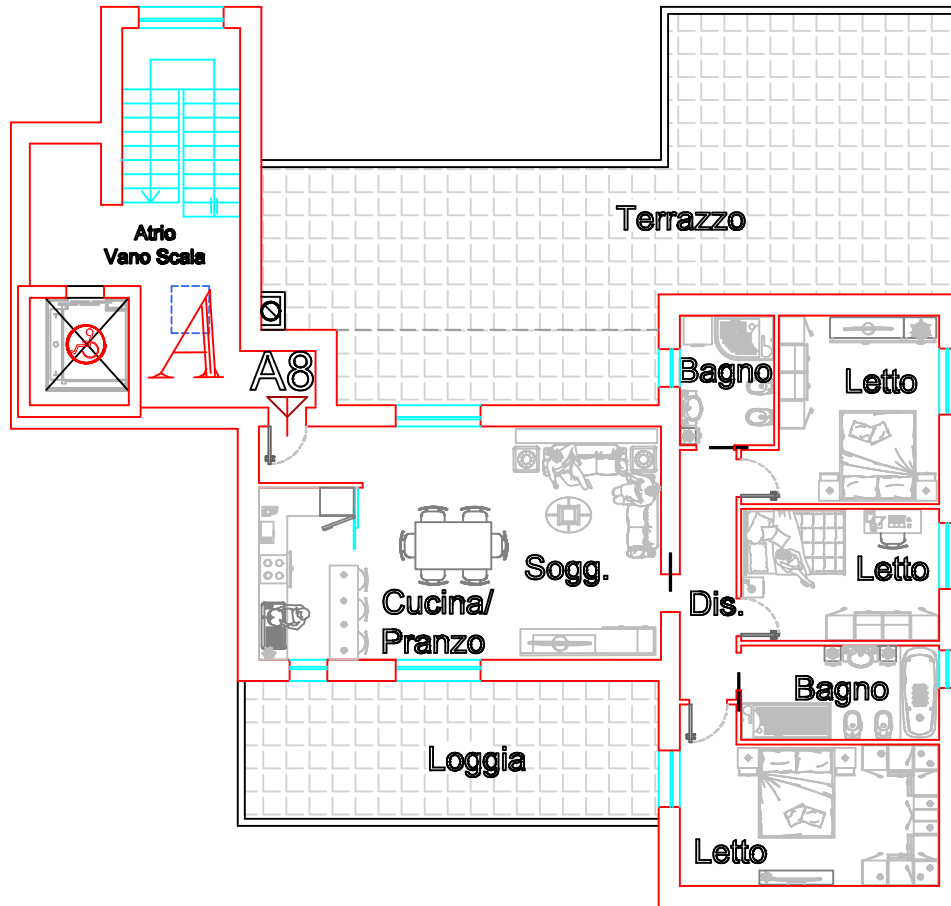 Terrazzo
Atrio
Vano Scala
A
A8
Bagno
Letto
Sogg.
Letto
Cucina/
Pranzo
Dis.
Bagno
Loggia
Letto